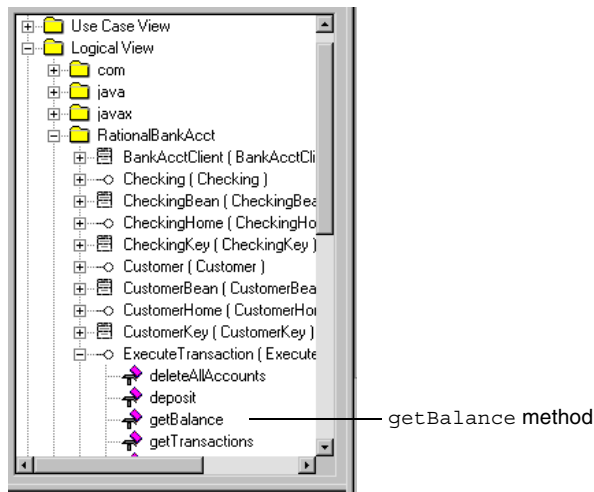 Use Case View
Logical View
com
java
javax
RationalBankAcct
BankAcctClient ( BankAcctCli
Checking ( Checking )
CheckingBean ( CheckingBea
CheckingHome ( CheckingHo
CheckingKey ( CheckingKey )
Customer ( Customer )
CustomerBean ( CustomerBea
CustomerHome ( CustomerHor
CustomerKey ( CustomerKey )
ExecuteTransaction ( Execute
deleteAllAccounts
deposit
getBalance
getBalance method
getTransactions